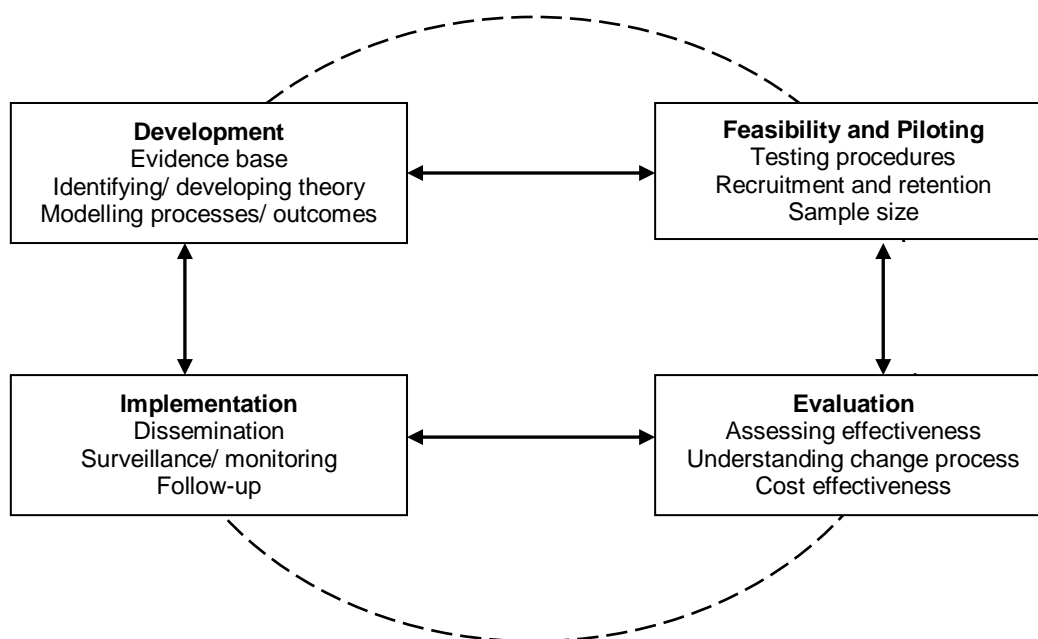 Development
Evidence base
Identifying/ developing theory
Modelling processes/ outcomes
Feasibility and Piloting
Testing procedures
Recruitment and retention
Sample size
Implementation
Dissemination
Surveillance/ monitoring
Follow-up
Evaluation
Assessing effectiveness
Understanding change process
Cost effectiveness